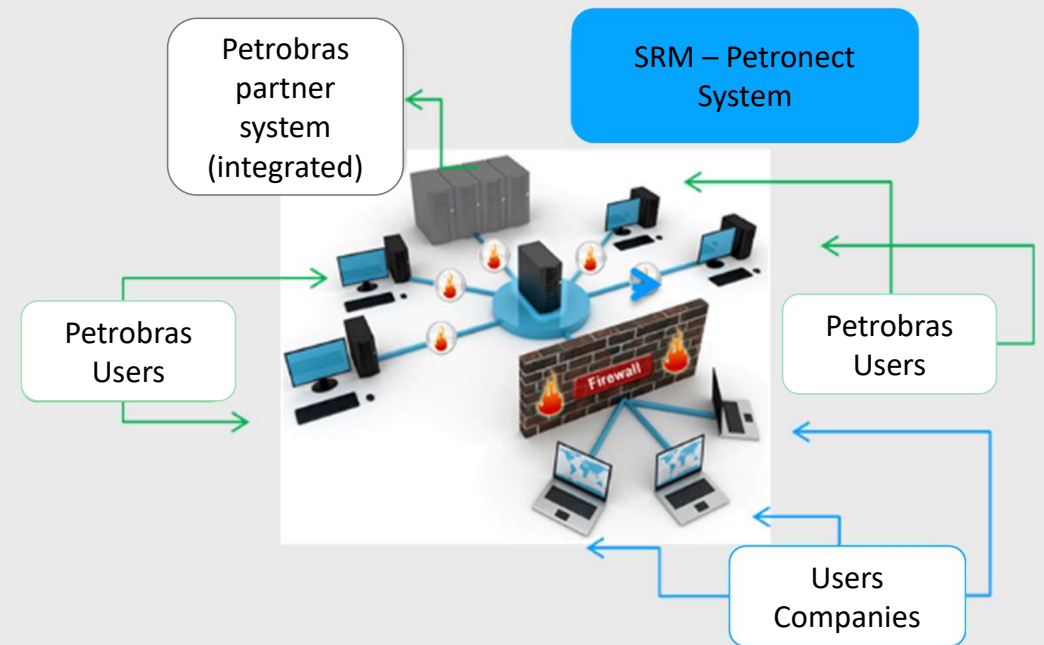 Petrobras
partner
system
(integrated)
SRM – Petronect
System
Petrobras
Users
Petrobras
Users
Firewall
Users
Companies